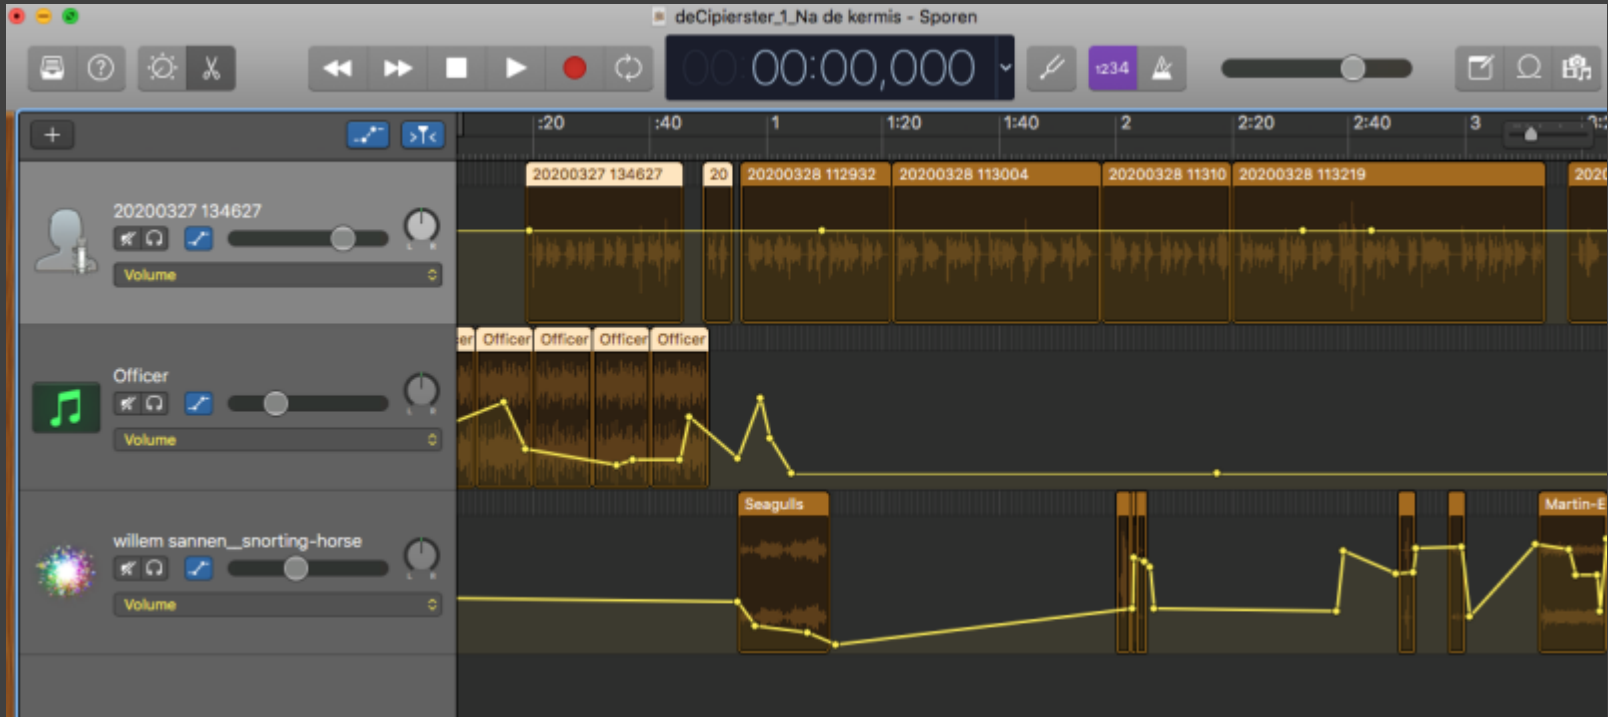 deCipierster_1_Na de kermis - Sporen
00:00,000
1234
:20 :40 1 1:20 1:40 2 2:20 2:40 3
20200327 134627 20 20200328 112932 20200328 113004 20200328 11310 20200328 113219 2020
20200327 134627
L R
Volume
Officer Officer Officer Officer
Officer
L R
Volume
Seagulls Martin-E
willem sannen__snorting-horse
L R
Volume